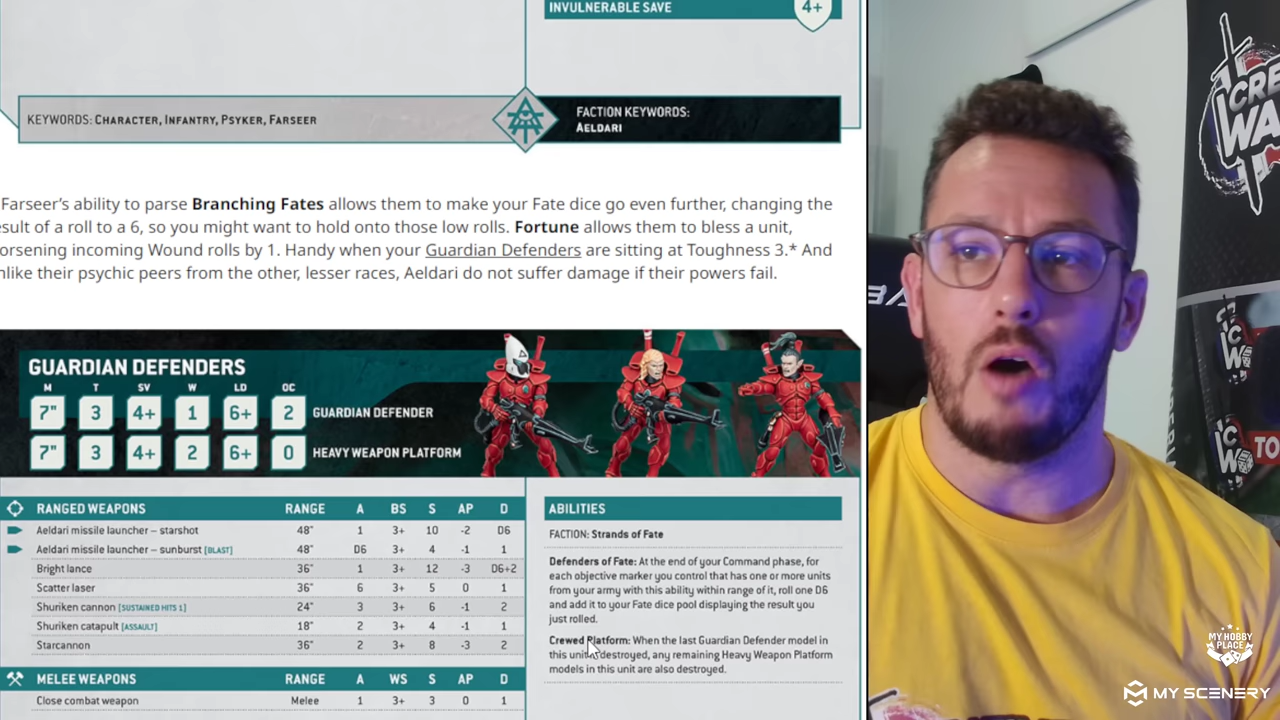 INVULNERABLE SAVE
4+
KEYWORDS: CHARACTER, INFANTRY, PSYKER, FARSEER
FACTION KEYWORDS:
AELDARI
Farseer's ability to parse Branching Fates allows them to make your Fate dice go even further, changing the
of a roll to a 6, so you might want to hold onto those low rolls. Fortune allows them to bless a unit,
incoming Wound rolls by 1. Handy when your Guardian Defenders are sitting at Toughness 3.* And
their psychic peers from the other, lesser races, Aeldari do not suffer damage if their powers fail.
GUARDIAN DEFENDERS
M T SV W LD OC
7" 3 4+ 1 6+ 2 GUARDIAN DEFENDER
7" 3 4+ 2 6+ 0 HEAVY WEAPON PLATFORM
RANGED WEAPONS RANGE A BS S AP D
Aeldari missile launcher – starshot 48" 1 3+ 10 -2 D6
Aeldari missile launcher – sunburst [BLAST] 48" D6 3+ 4 -1 1
Bright lance 36" 1 3+ 12 -3 D6+2
Scatter laser 36" 6 3+ 5 0 1
Shuriken cannon [SUSTAINED HITS 1] 24" 3 3+ 6 -1 2
Shuriken catapult [ASSAULT] 18" 2 3+ 4 -1 1
Starcannon 36" 2 3+ 8 -3 2
MELEE WEAPONS RANGE A WS S AP D
Close combat weapon Melee 1 3+ 3 0 1
ABILITIES
FACTION: Strands of Fate
Defenders of Fate: At the end of your Command phase, for
each objective marker you control that has one or more units
from your army with this ability within range of it, roll one D6
and add it to your Fate dice pool displaying the result you
just rolled.
Crewed Platform: When the last Guardian Defender model in
this unit is destroyed, any remaining Heavy Weapon Platform
models in this unit are also destroyed.
MY HOBBY
PLACE
MY SCENERY